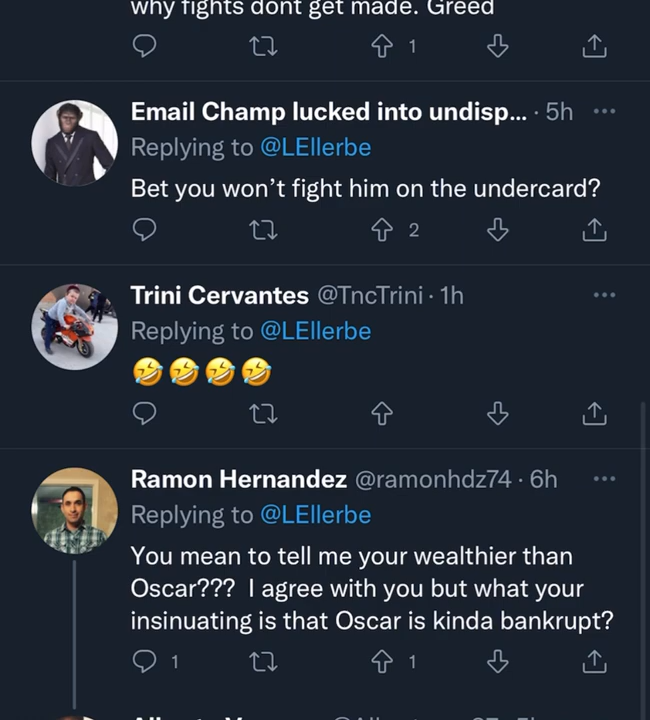 why fights dont get made. Greed
1
Email Champ lucked into undisp... · 5h
Replying to @LEllerbe
Bet you won't fight him on the undercard?
2
Trini Cervantes @TncTrini · 1h
Replying to @LEllerbe
🤣🤣🤣🤣
Ramon Hernandez @ramonhdz74 · 6h
Replying to @LEllerbe
You mean to tell me your wealthier than
Oscar??? I agree with you but what your
insinuating is that Oscar is kinda bankrupt?
1 1